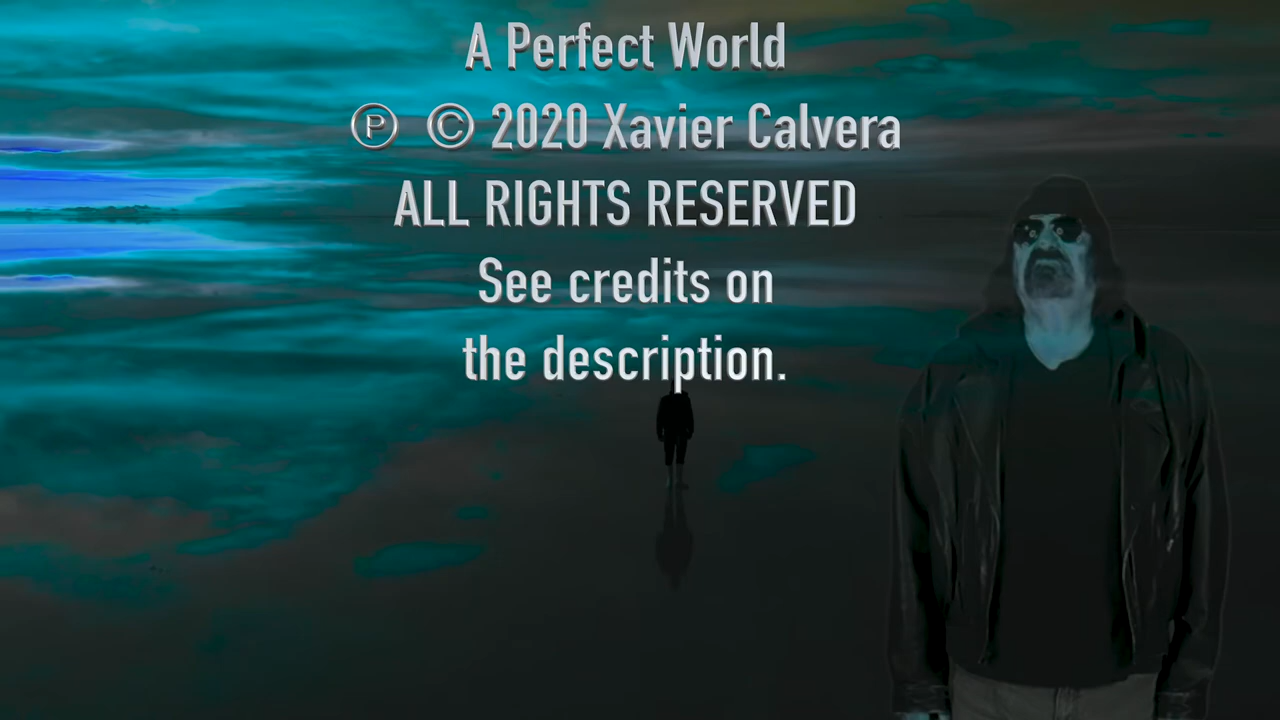 A Perfect World
℗ © 2020 Xavier Calvera
ALL RIGHTS RESERVED
See credits on
the description.